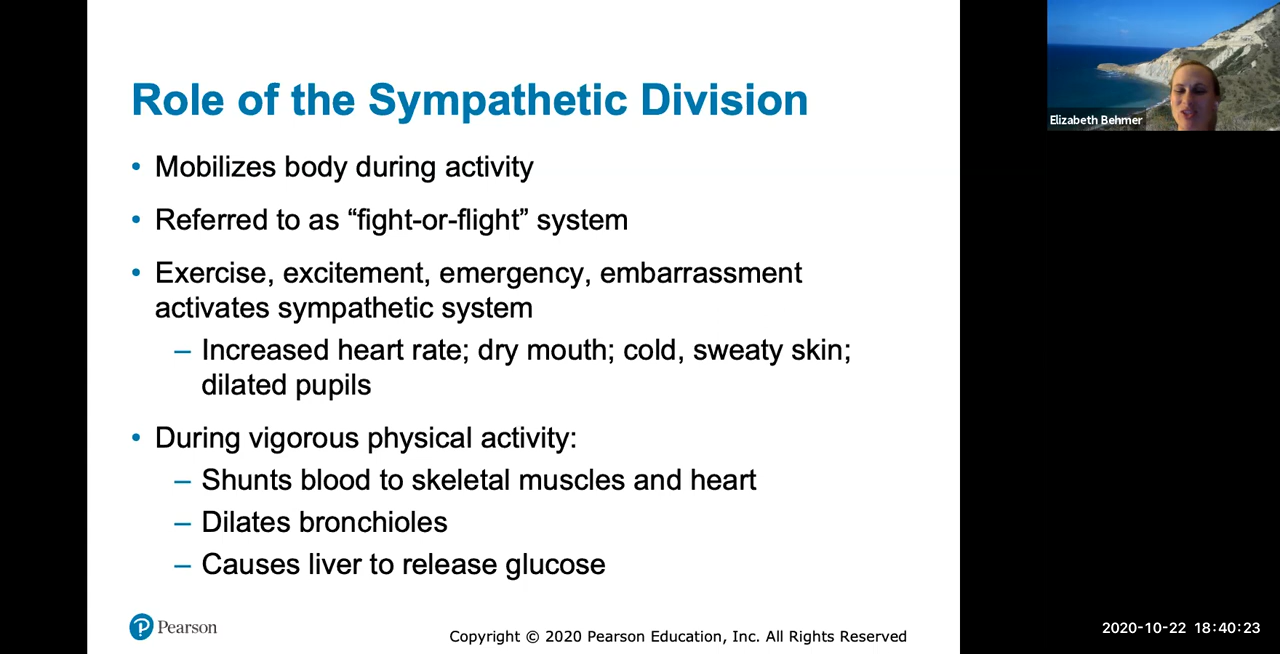 Role of the Sympathetic Division
• Mobilizes body during activity
• Referred to as “fight-or-flight” system
• Exercise, excitement, emergency, embarrassment
activates sympathetic system
– Increased heart rate; dry mouth; cold, sweaty skin;
dilated pupils
• During vigorous physical activity:
– Shunts blood to skeletal muscles and heart
– Dilates bronchioles
– Causes liver to release glucose
P Pearson
Copyright © 2020 Pearson Education, Inc. All Rights Reserved
Elizabeth Behmer
2020-10-22 18:40:23